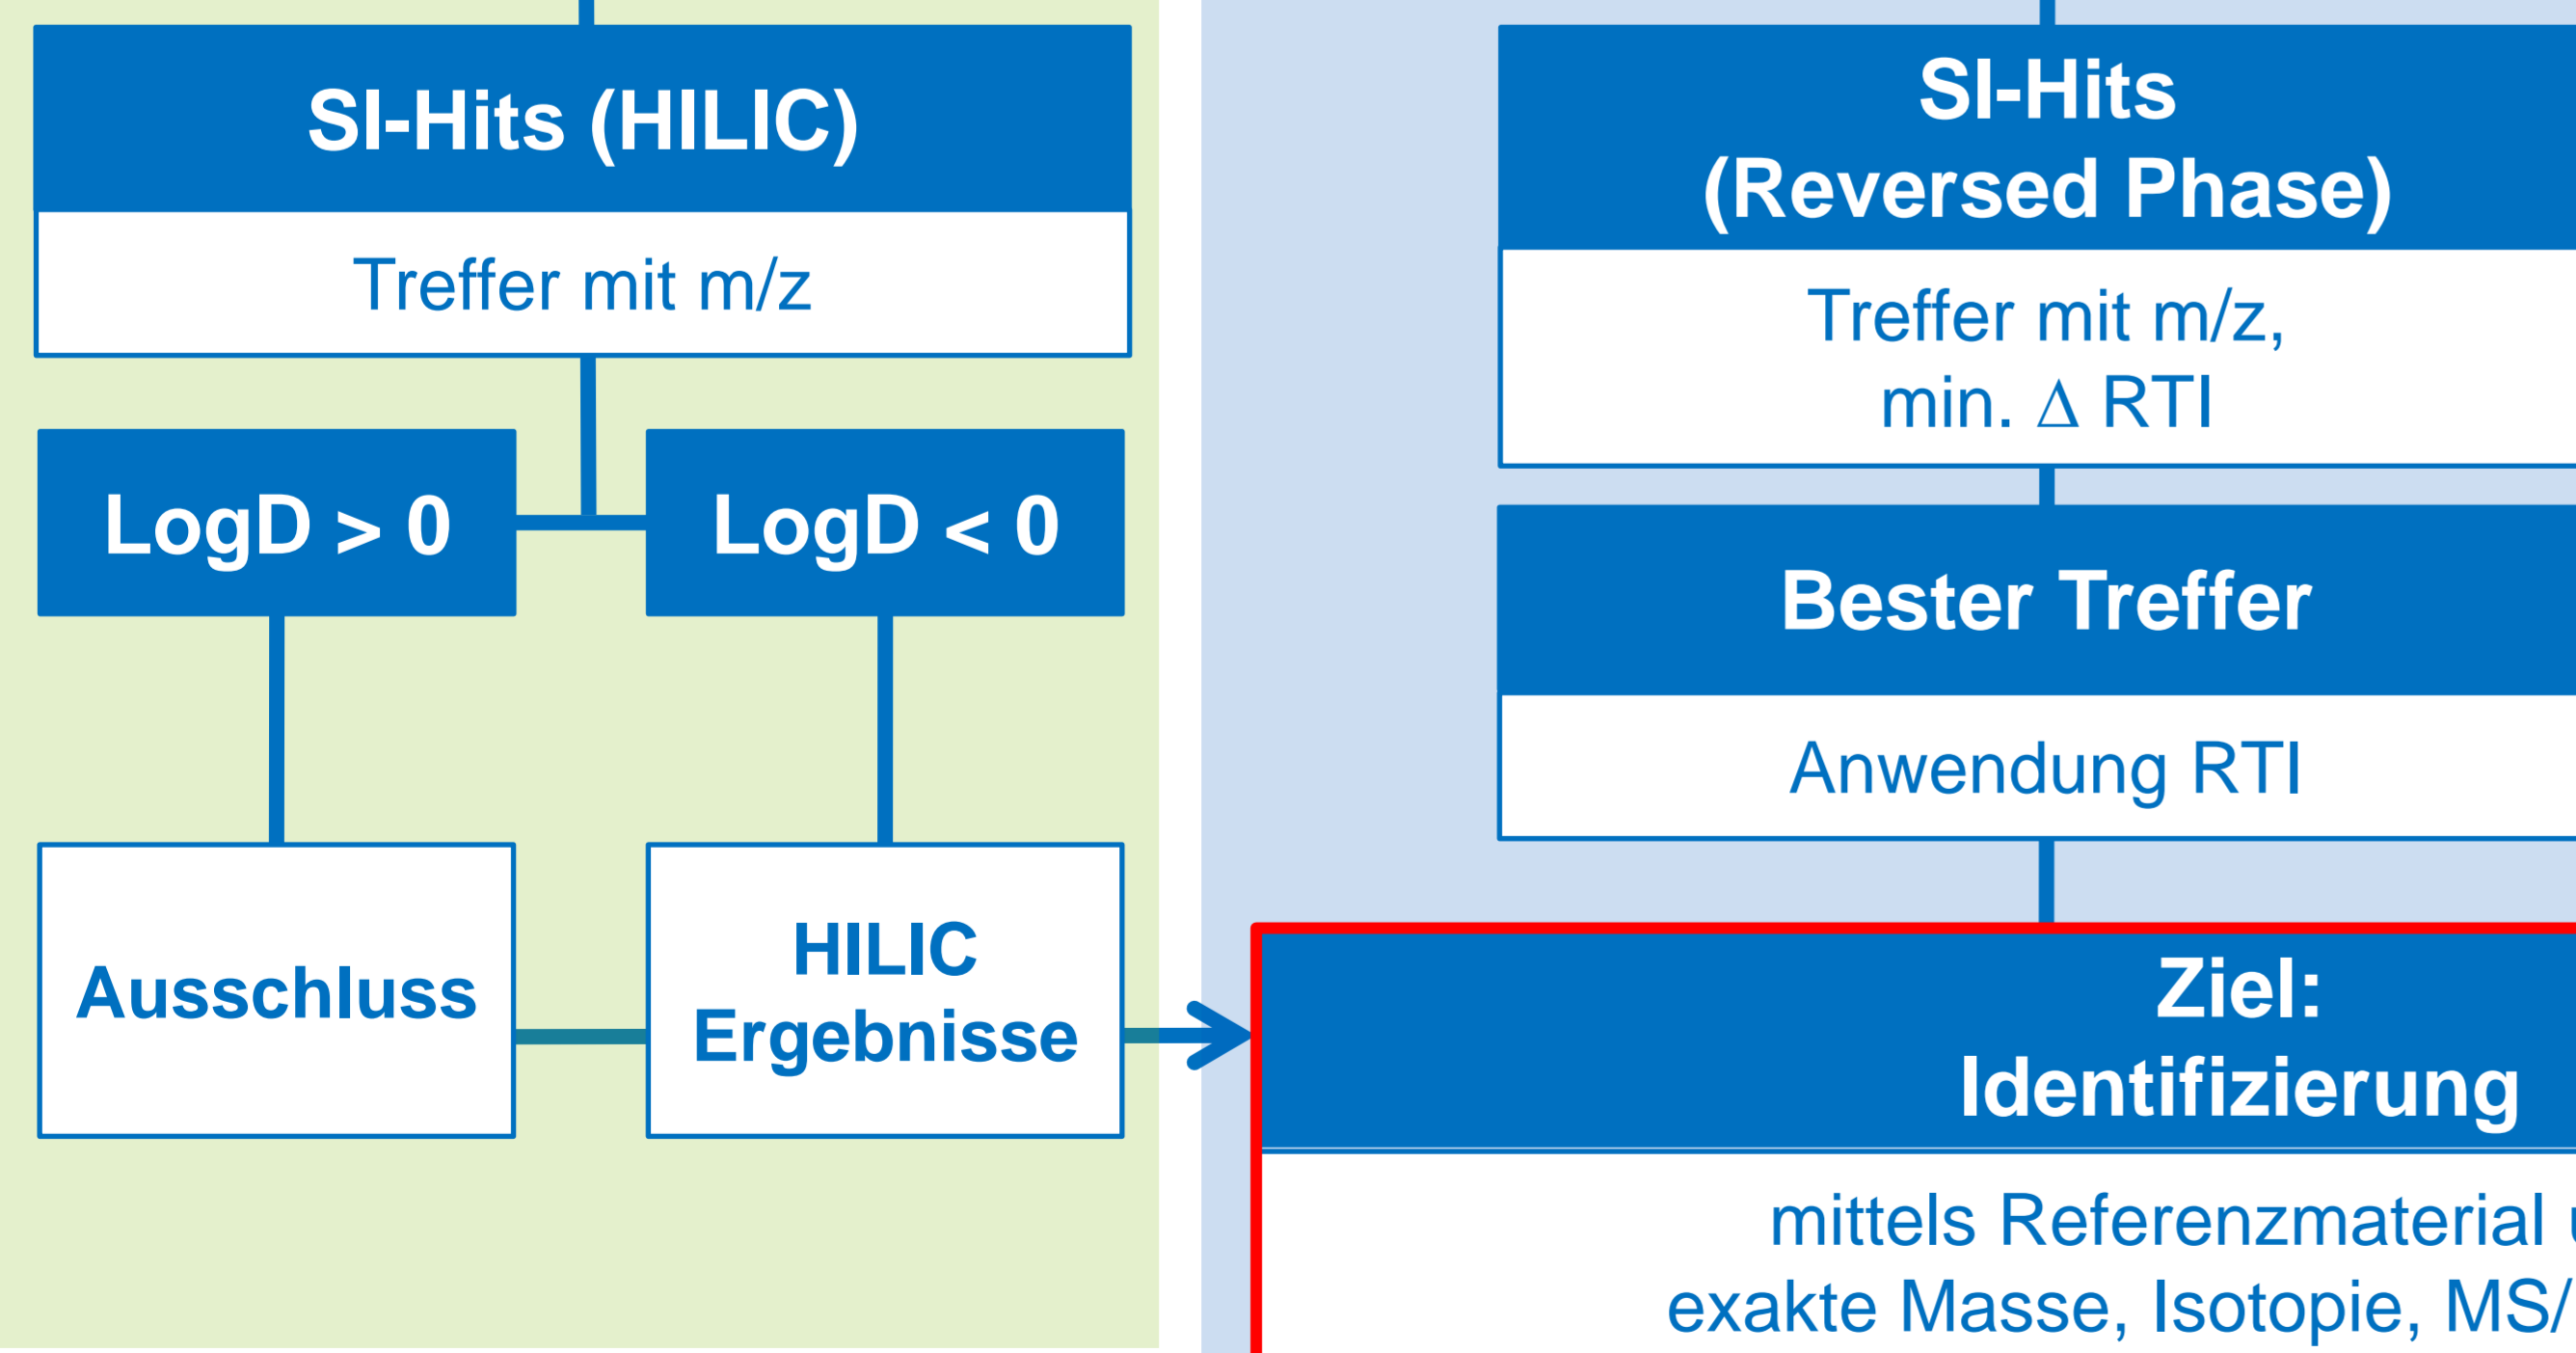 SI-Hits (HILIC)
Treffer mit m/z
LogD > 0
LogD < 0
Ausschluss
HILIC
Ergebnisse
SI-Hits
(Reversed Phase)
Treffer mit m/z,
min. Δ RTI
Bester Treffer
Anwendung RTI
Ziel:
Identifizierung
mittels Referenzmaterial
exakte Masse, Isotopie, MS/